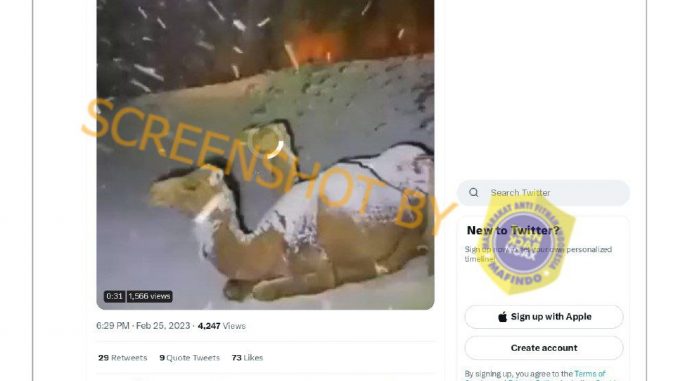 SCREENSHOT BY
0:31 1,566 views
6:29 PM · Feb 25, 2023 · 4,247 Views
29 Retweets 9 Quote Tweets 73 Likes
Search Twitter
New to Twitter?
Sign up now to get your own personalized
timeline!
MASYARAKAT ANTI FITNAH
HOAX
MAFINDO
Sign up with Apple
Create account
By signing up, you agree to the Terms of